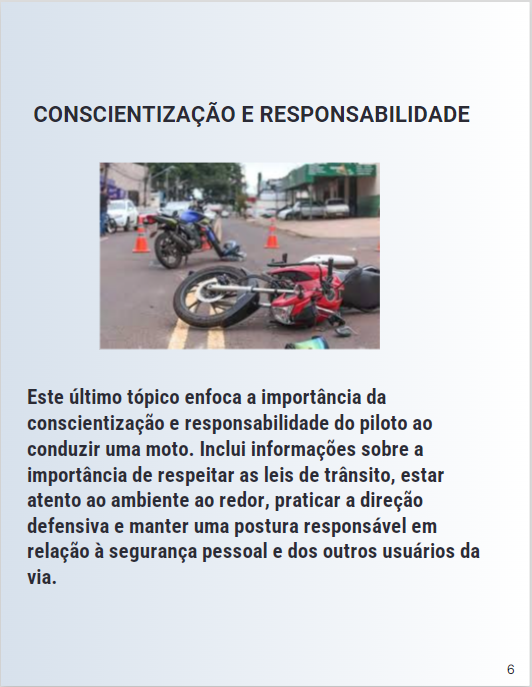 CONSCIENTIZAÇÃO E RESPONSABILIDADE
Este último tópico enfoca a importância da
conscientização e responsabilidade do piloto ao
conduzir uma moto. Inclui informações sobre a
importância de respeitar as leis de trânsito, estar
atento ao ambiente ao redor, praticar a direção
defensiva e manter uma postura responsável em
relação à segurança pessoal e dos outros usuários da
via.
6